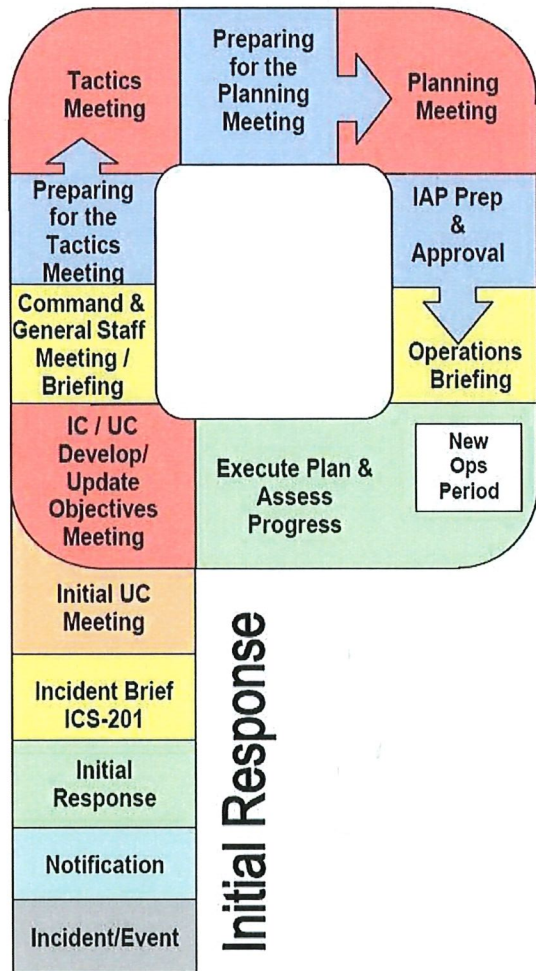 Tactics
Meeting
Preparing
for the
Planning
Meeting
Planning
Meeting
Preparing
for the
Tactics
Meeting
IAP Prep
&
Approval
Command &
General Staff
Meeting /
Briefing
Operations
Briefing
IC / UC
Develop/
Update
Objectives
Meeting
Execute Plan &
Assess
Progress
New
Ops
Period
Initial UC
Meeting
Incident Brief
ICS-201
Initial
Response
Notification
Incident/Event
Initial Response